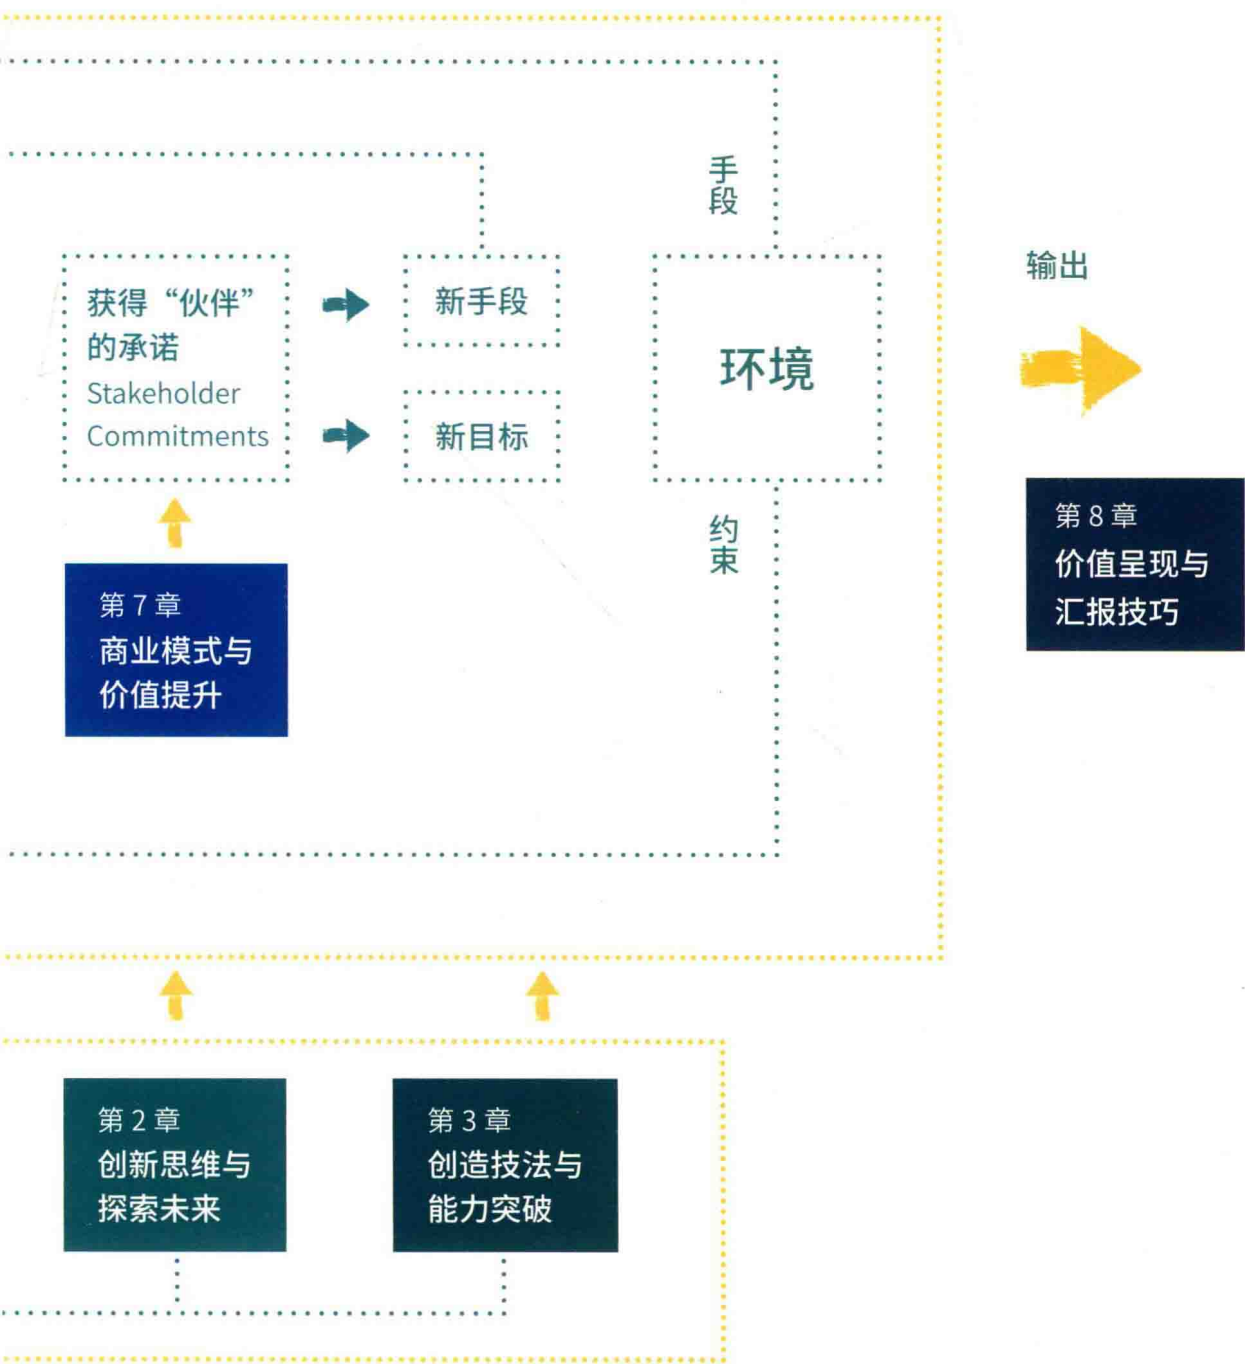 手段
获得“伙伴”
的承诺
Stakeholder
Commitments
新手段
新目标
环境
输出
约束
第 7 章
商业模式与
价值提升
第 8 章
价值呈现与
汇报技巧
第 2 章
创新思维与
探索未来
第 3 章
创造技法与
能力突破